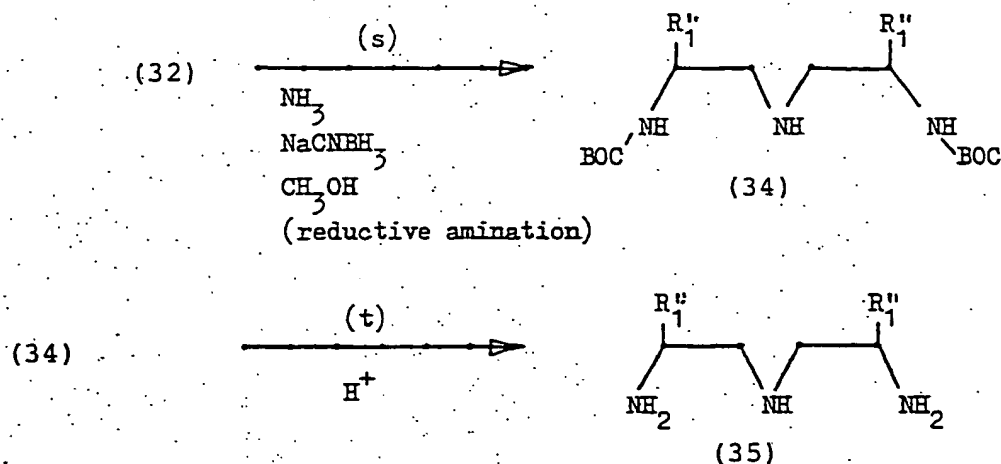 R₁" R₁"
(s)
(32)
NH₃
NaCNBH₃
CH₃OH
(reductive amination)
NH NH NH
BOC BOC
(34)
R₁" R₁"
(t)
(34)
H⁺
NH₂ NH NH₂
(35)